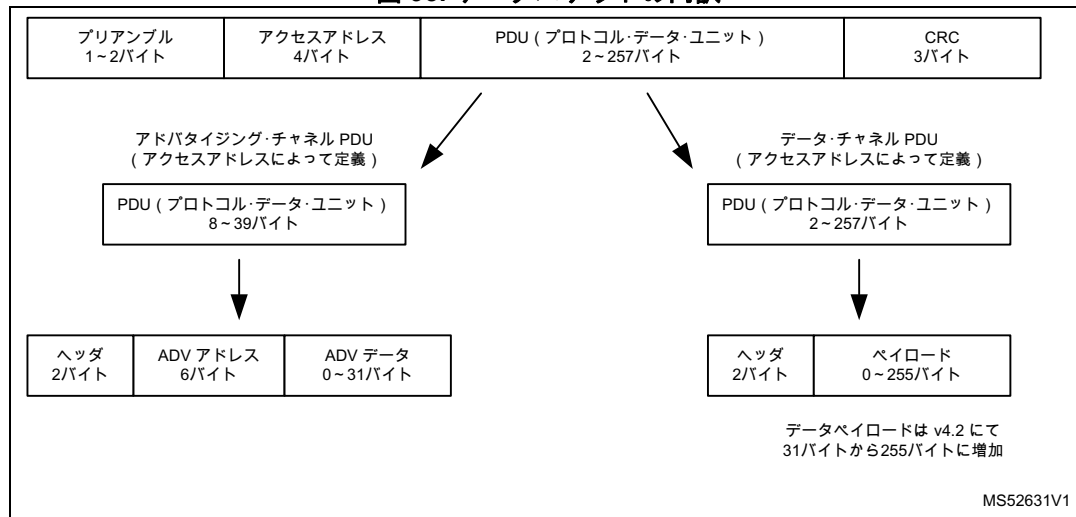 プリアンブル
1~2バイト
アクセスアドレス
4バイト
PDU ( プロトコル・データ・ユニット )
2~257バイト
CRC
3バイト
アドバタイジング・チャネル PDU
( アクセスアドレスによって定義 )
データ・チャネル PDU
( アクセスアドレスによって定義 )
PDU ( プロトコル・データ・ユニット )
8~39バイト
PDU ( プロトコル・データ・ユニット )
2~257バイト
ヘッダ
2バイト
ADV アドレス
6バイト
ADV データ
0~31バイト
ヘッダ
2バイト
ペイロード
0~255バイト
データペイロードは v4.2 にて
31バイトから255バイトに増加
MS52631V1